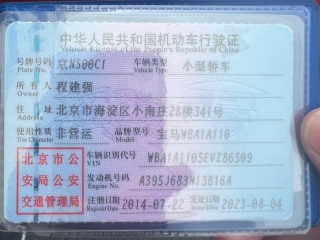 中华人民共和国机动车行驶证
Vehicle License of the People's Republic of China
号牌号码 京NS00C1 车辆类型 小型轿车
Plate No. Vehicle Type
所有人 程建强
Owner
住址 北京市海淀区小南庄28楼341号
Address
使用性质 非营运 品牌型号 宝马WBA1A110
Use Character Model
北京市公安局公安交通管理局
车辆识别代号 WBA1A1105EVZ86509
VIN
发动机号码 A395J683N13B16A
Engine No.
注册日期 2014-07-22 发证日期 2023-08-04
Register Date Issue Date